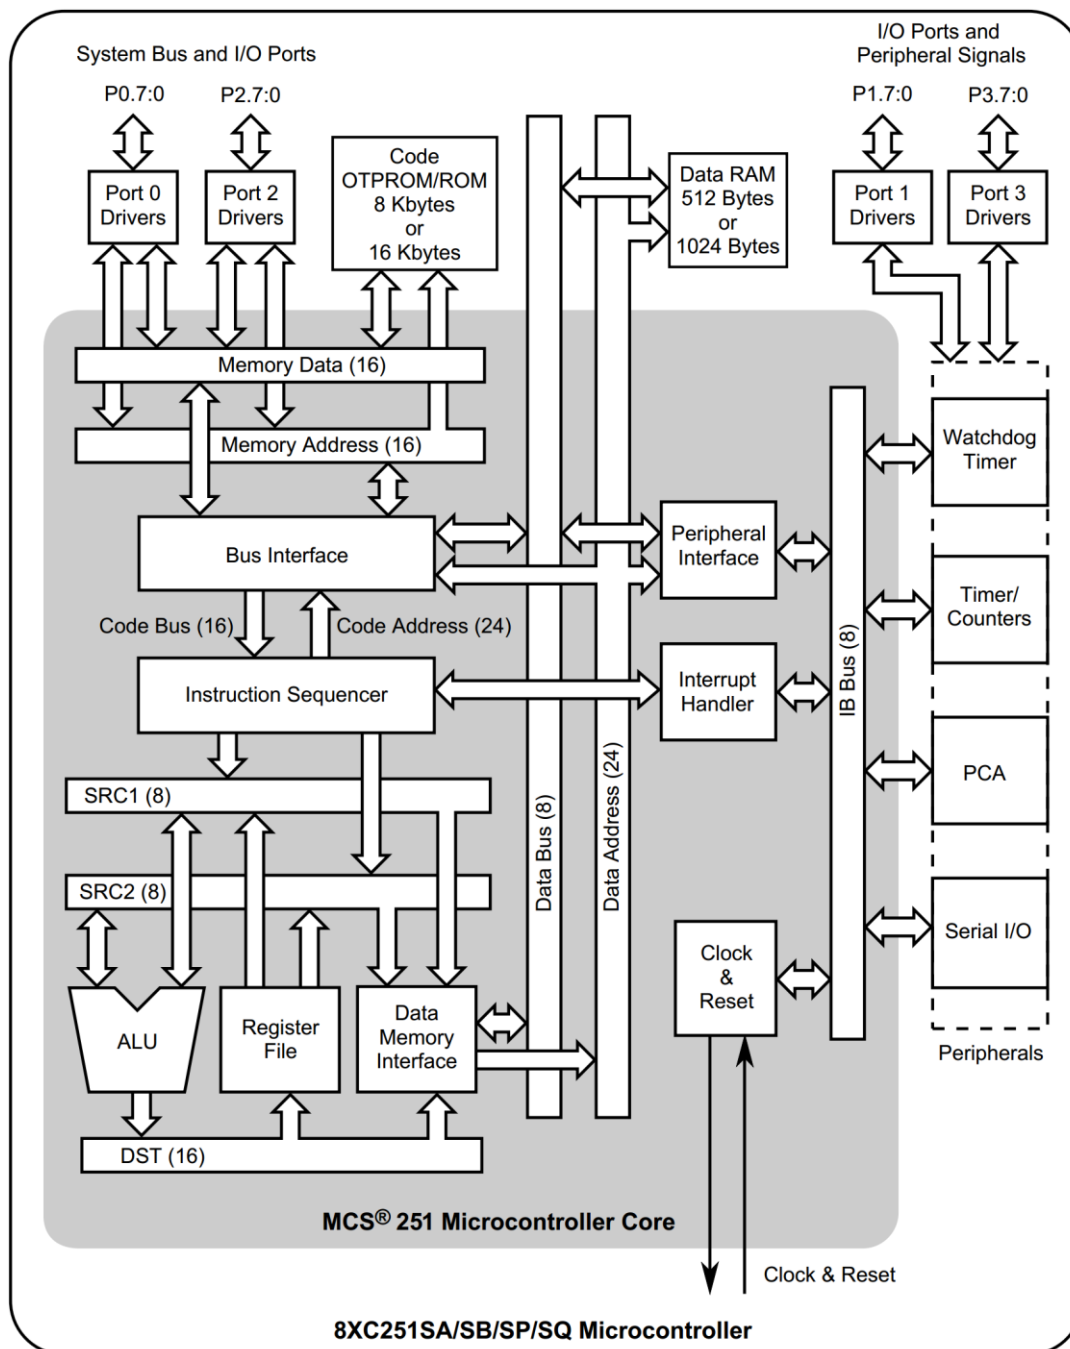 System Bus and I/O Ports
I/O Ports and
Peripheral Signals
P0.7:0
P2.7:0
P1.7:0
P3.7:0
Port 0
Drivers
Port 2
Drivers
Code
OTPROM/ROM
8 Kbytes
or
16 Kbytes
Data RAM
512 Bytes
or
1024 Bytes
Port 1
Drivers
Port 3
Drivers
Memory Data (16)
Memory Address (16)
Bus Interface
Code Bus (16)
Code Address (24)
Instruction Sequencer
SRC1 (8)
SRC2 (8)
ALU
Register
File
Data
Memory
Interface
DST (16)
Data Bus (8)
Data Address (24)
Peripheral
Interface
Interrupt
Handler
Clock
&
Reset
IB Bus (8)
Watchdog
Timer
Timer/
Counters
PCA
Serial I/O
Peripherals
MCS® 251 Microcontroller Core
Clock & Reset
8XC251SA/SB/SP/SQ Microcontroller